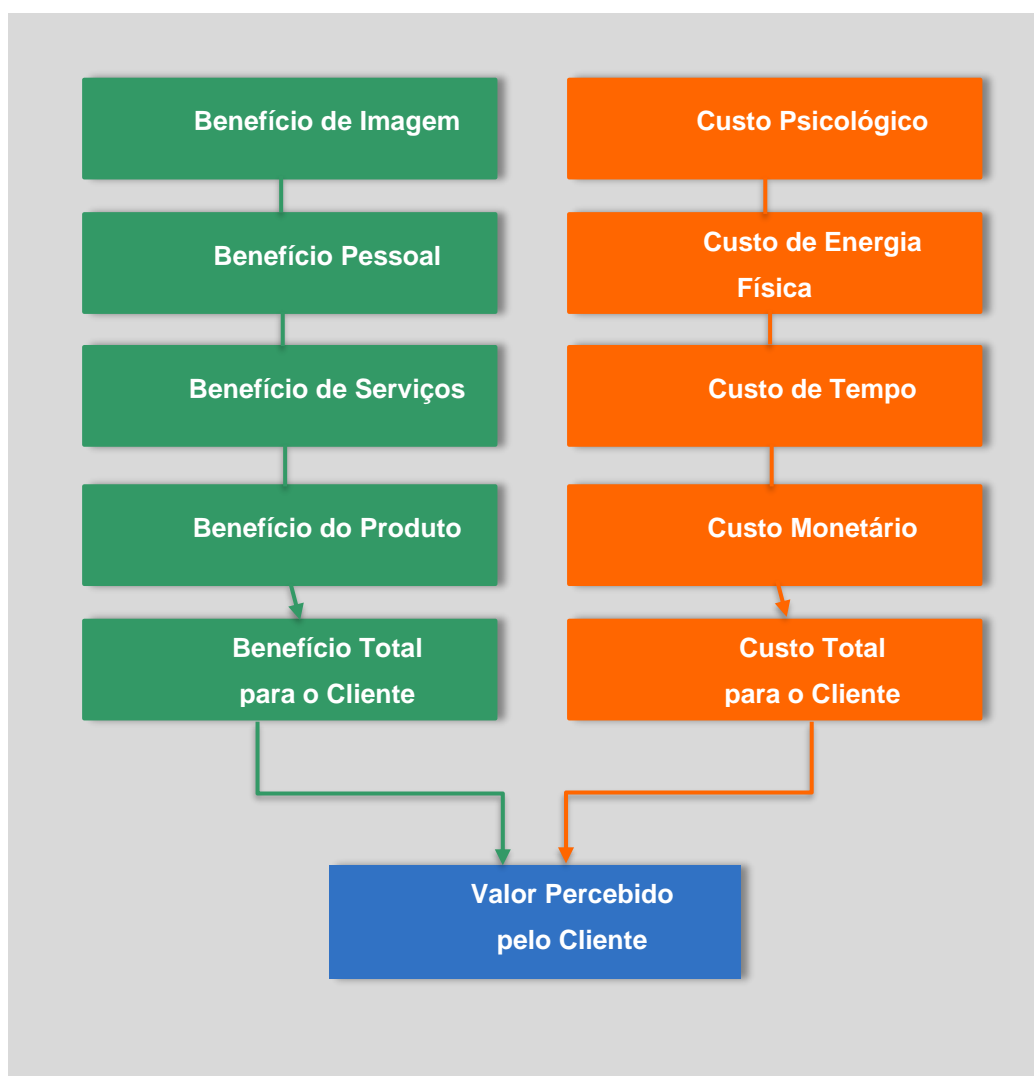 Benefício de Imagem
Benefício Pessoal
Benefício de Serviços
Benefício do Produto
Benefício Total
para o Cliente
Custo Psicológico
Custo de Energia
Física
Custo de Tempo
Custo Monetário
Custo Total
para o Cliente
Valor Percebido
pelo Cliente